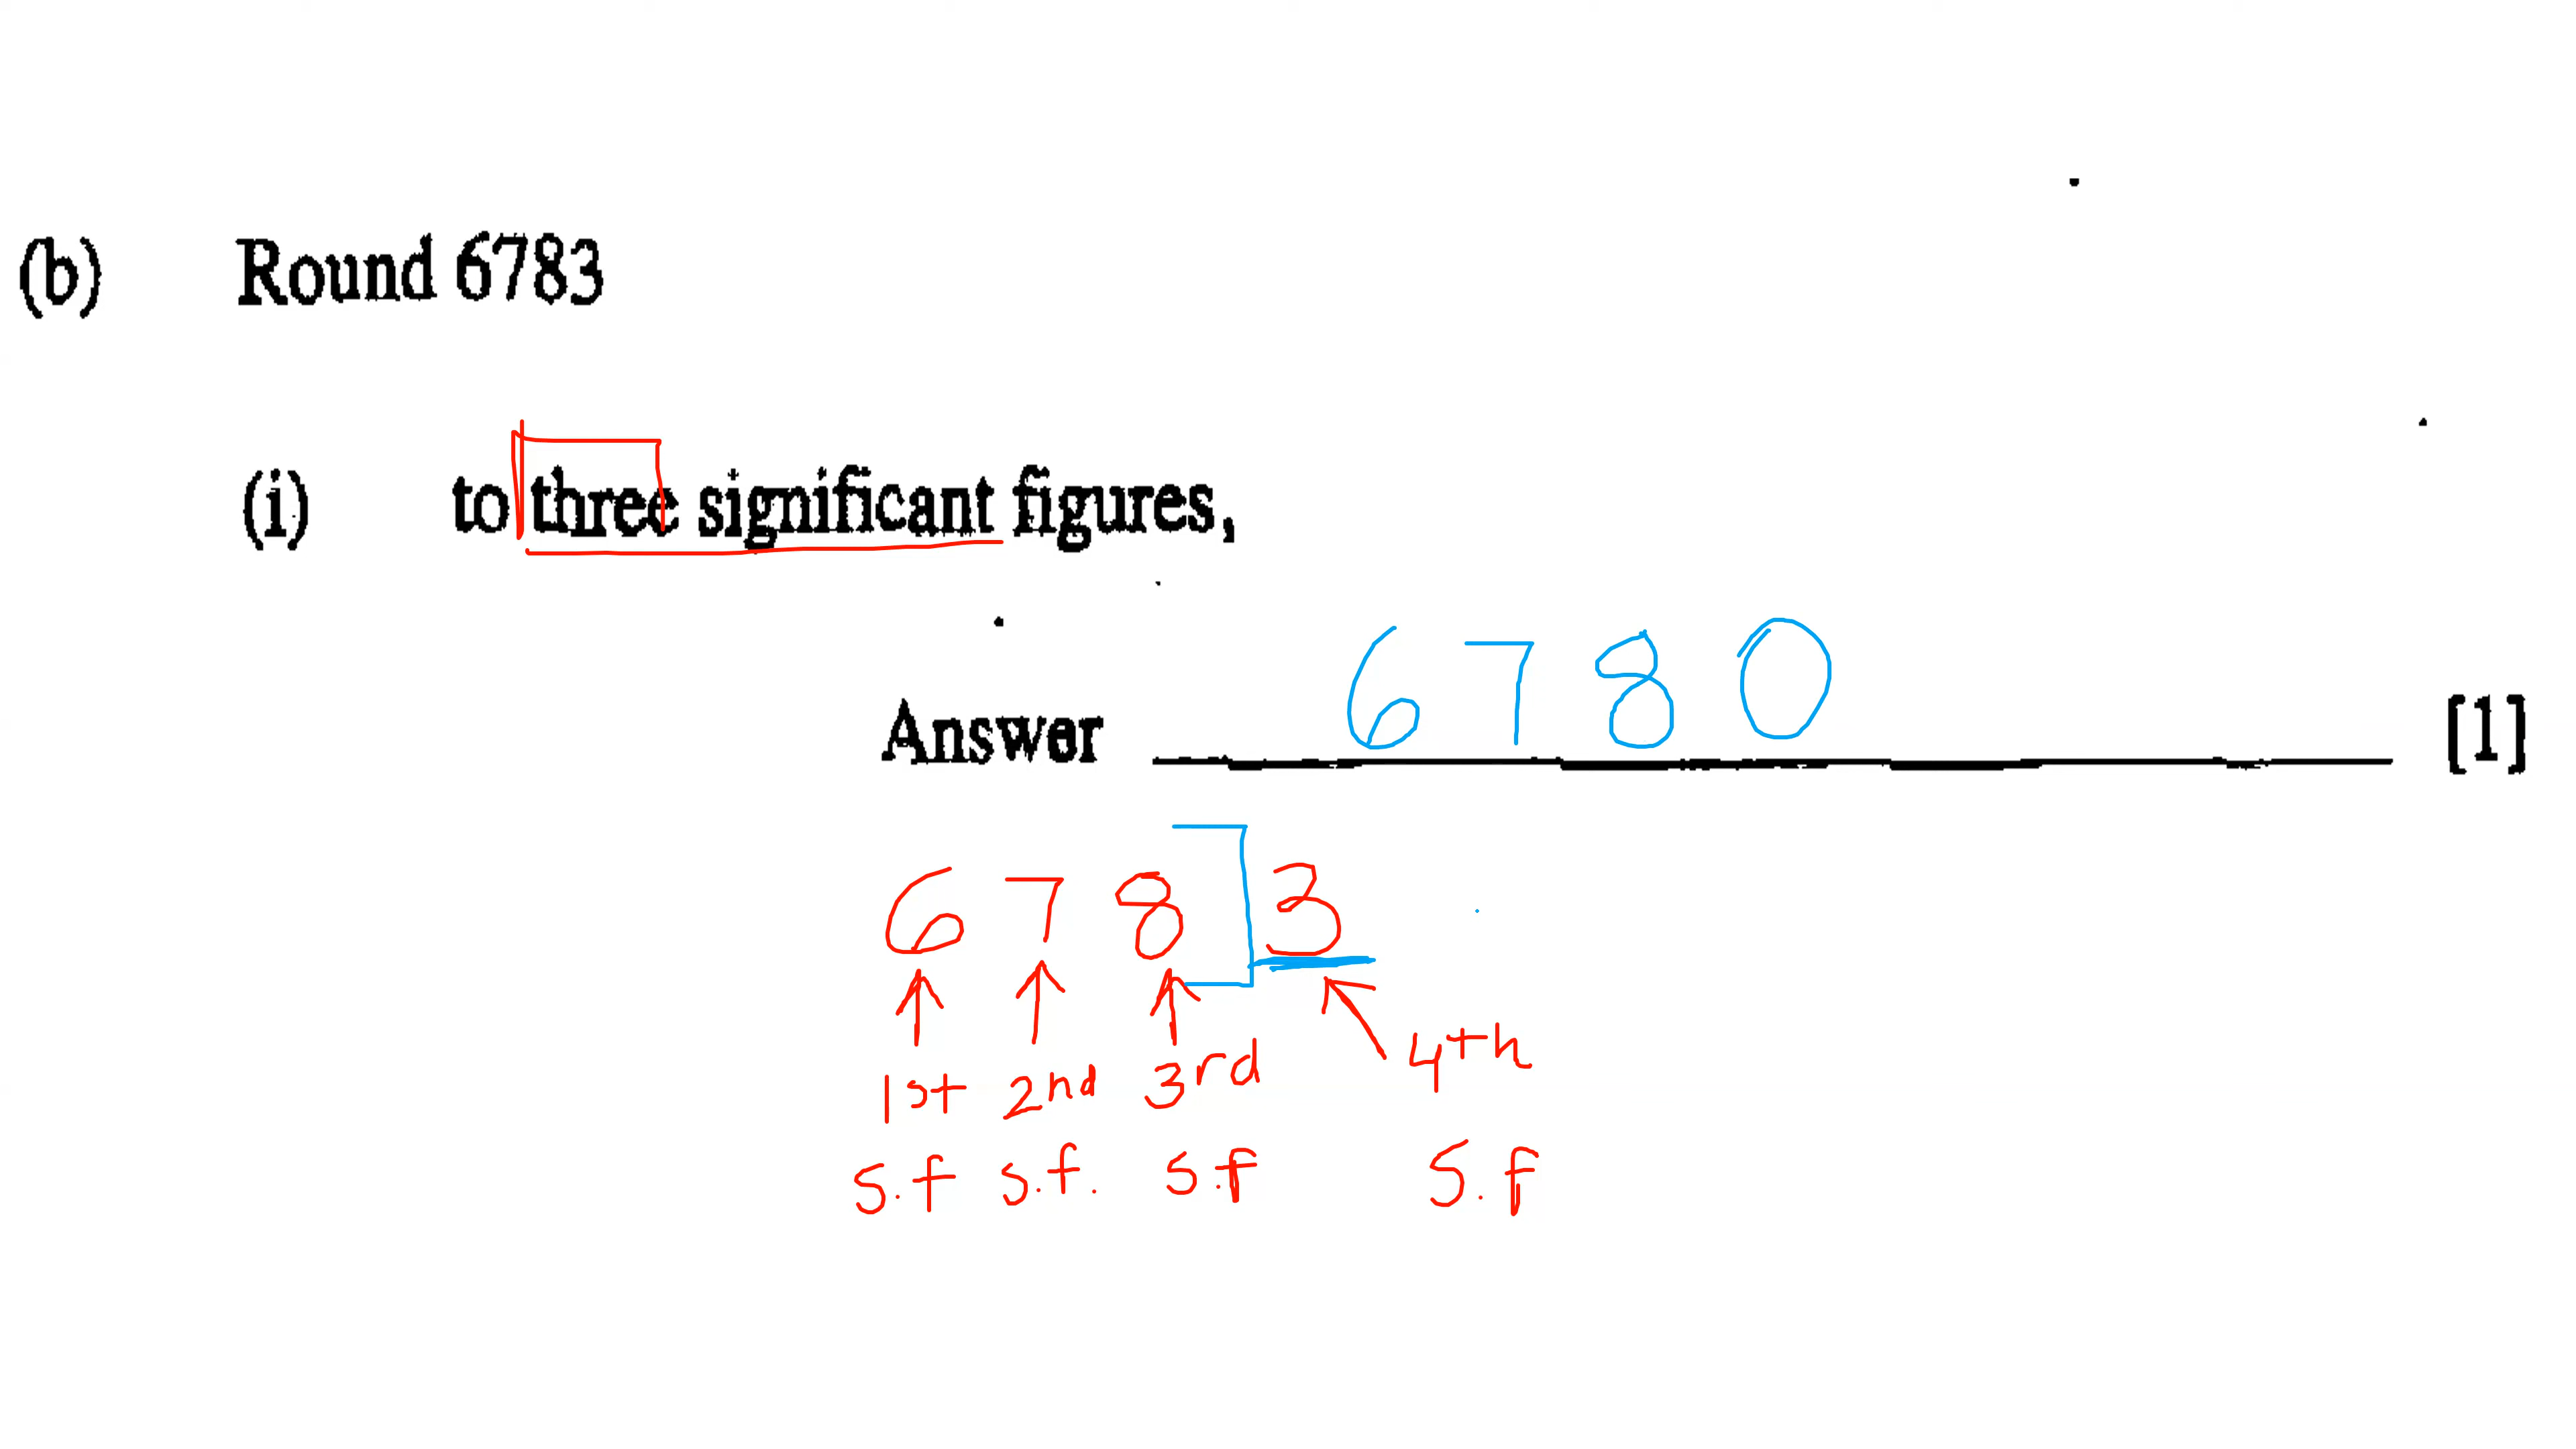 (b) Round 6783
(i) to three significant figures,
6780
Answer [1]
6783
1st 2nd 3rd 4th
s.f s.f. s.f s.f